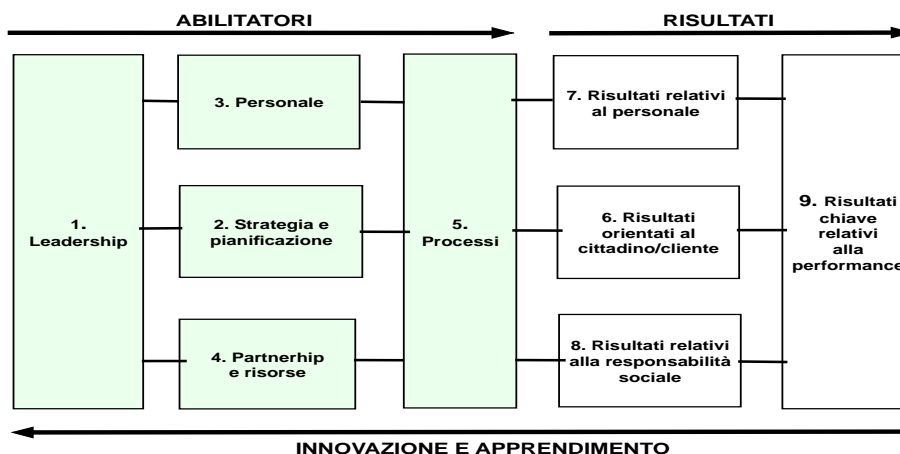 ABILITATORI
RISULTATI
1.
Leadership
3. Personale
2. Strategia e
pianificazione
4. Partnerhip
e risorse
5.
Processi
7. Risultati relativi
al personale
6. Risultati
orientati al
cittadino/cliente
8. Risultati relativi
alla responsabilità
sociale
9. Risultati
chiave
relativi
alla
performance
INNOVAZIONE E APPRENDIMENTO